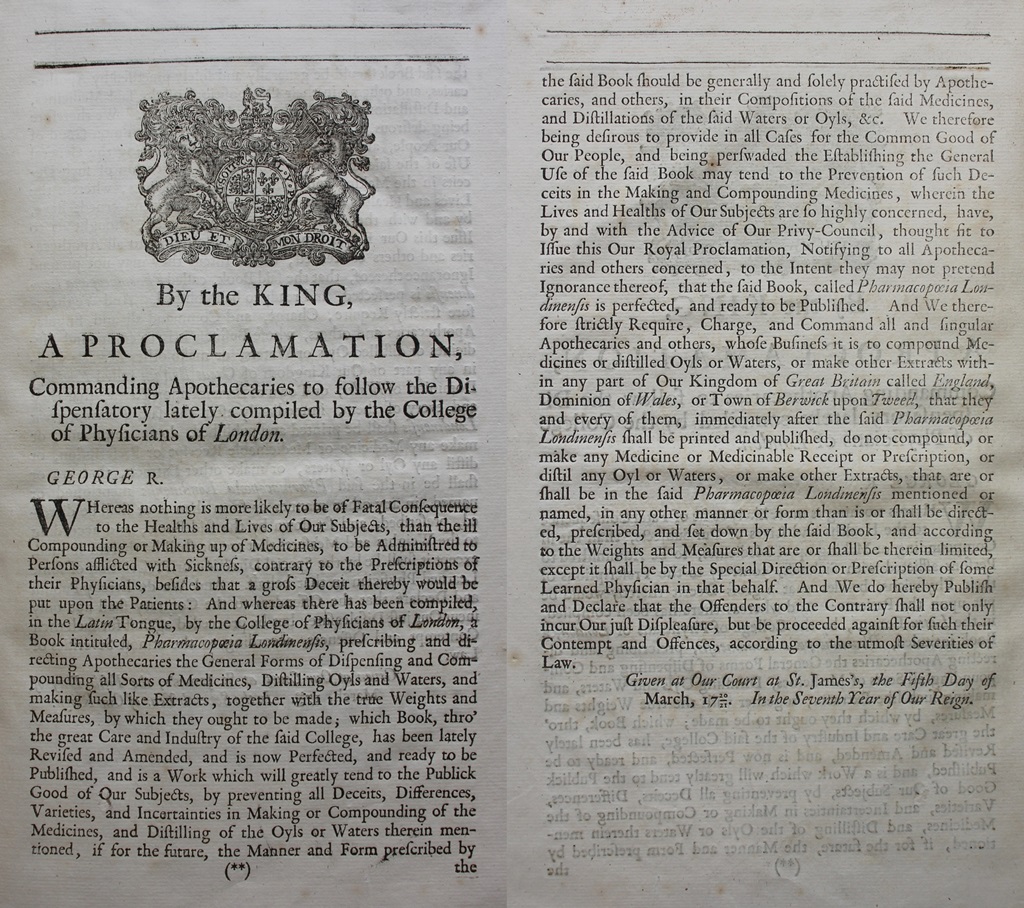 DIEU ET MON DROIT
By the KING,
A PROCLAMATION,
Commanding Apothecaries to follow the Di-
ſpenſatory lately compiled by the College
of Phyſicians of London.
GEORGE R.
WHereas nothing is more likely to be of Fatal Conſequence
to the Healths and Lives of Our Subjects, than the ill
Compounding or Making up of Medicines, to be Adminiſtred to
Perſons afflicted with Sickneſs, contrary to the Preſcriptions of
their Phyſicians, beſides that a groſs Deceit thereby would be
put upon the Patients: And whereas there has been compiled,
in the Latin Tongue, by the College of Phyſicians of London, a
Book intituled, Pharmacopœia Londinenſis, preſcribing and di-
recting Apothecaries the General Forms of Diſpenſing and Com-
pounding all Sorts of Medicines, Diſtilling Oyls and Waters, and
making ſuch like Extracts, together with the true Weights and
Meaſures, by which they ought to be made; which Book, thro'
the great Care and Induſtry of the ſaid College, has been lately
Reviſed and Amended, and is now Perfected, and ready to be
Publiſhed, and is a Work which will greatly tend to the Publick
Good of Our Subjects, by preventing all Deceits, Differences,
Varieties, and Incertainties in Making or Compounding of the
Medicines, and Diſtilling of the Oyls or Waters therein men-
tioned, if for the future, the Manner and Form preſcribed by
(**) the
the ſaid Book ſhould be generally and ſolely practiſed by Apothe-
caries, and others, in their Compoſitions of the ſaid Medicines,
and Diſtillations of the ſaid Waters or Oyls, &c. We therefore
being deſirous to provide in all Caſes for the Common Good of
Our People, and being perſwaded the Eſtabliſhing the General
Uſe of the ſaid Book may tend to the Prevention of ſuch De-
ceits in the Making and Compounding Medicines, wherein the
Lives and Healths of Our Subjects are ſo highly concerned, have,
by and with the Advice of Our Privy-Council, thought fit to
Iſſue this Our Royal Proclamation, Notifying to all Apotheca-
ries and others concerned, to the Intent they may not pretend
Ignorance thereof, that the ſaid Book, called Pharmacopœia Lon-
dinenſis is perfected, and ready to be Publiſhed. And We there-
fore ſtrictly Require, Charge, and Command all and ſingular
Apothecaries and others, whoſe Buſineſs it is to compound Me-
dicines or diſtilled Oyls or Waters, or make other Extracts with-
in any part of Our Kingdom of Great Britain called England,
Dominion of Wales, or Town of Berwick upon Tweed, that they
and every of them, immediately after the ſaid Pharmacopœia
Londinenſis ſhall be printed and publiſhed, do not compound, or
make any Medicine or Medicinable Receipt or Preſcription, or
diſtil any Oyl or Waters, or make other Extracts, that are or
ſhall be in the ſaid Pharmacopœia Londinenſis mentioned or
named, in any other manner or form than is or ſhall be direct-
ed, preſcribed, and ſet down by the ſaid Book, and according
to the Weights and Meaſures that are or ſhall be therein limited,
except it ſhall be by the Special Direction or Preſcription of ſome
Learned Phyſician in that behalf. And We do hereby Publiſh
and Declare that the Offenders to the Contrary ſhall not only
incur Our juſt Diſpleaſure, but be proceeded againſt for ſuch their
Contempt and Offences, according to the utmoſt Severities of
Law.
Given at Our Court at St. James's, the Fifth Day of
March, 17 20/21. In the Seventh Year of Our Reign.